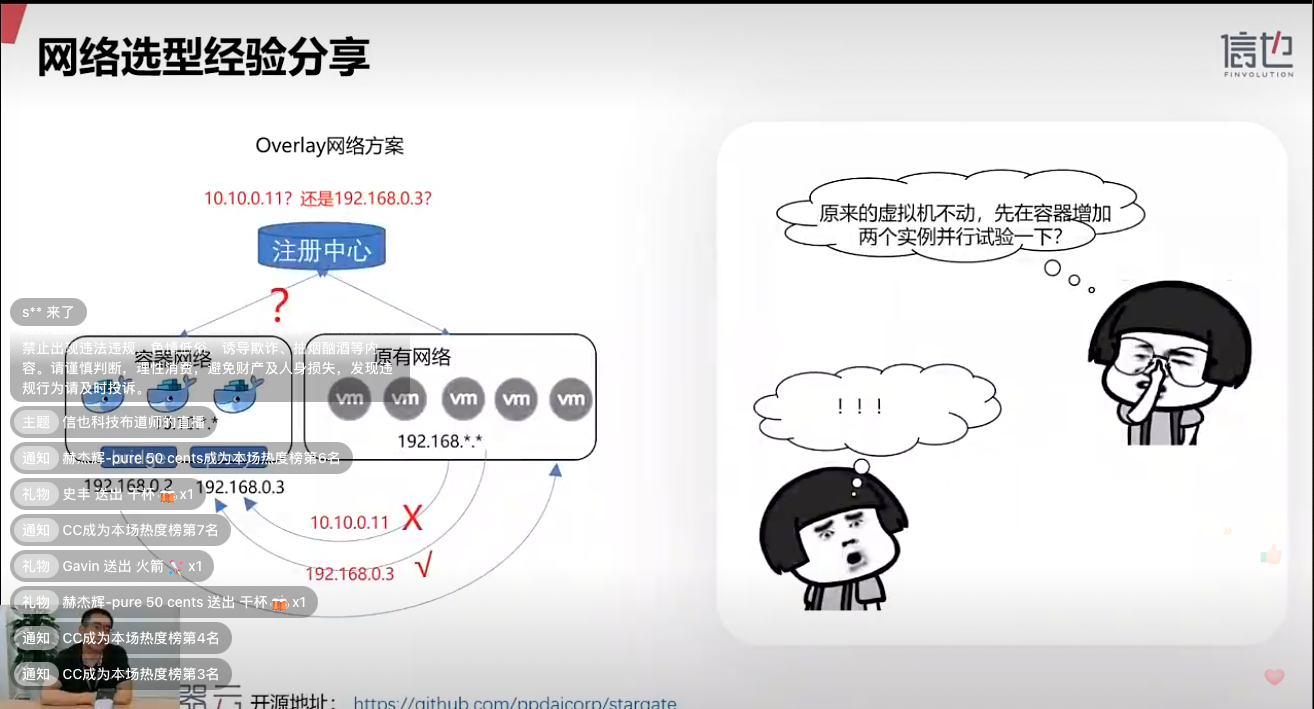 网络选型经验分享
信也
FINVOLUTION
Overlay网络方案
10.10.0.11？还是192.168.0.3？
注册中心
？
容器网络
原有网络
vm vm vm vm vm
192.168.*.*
192.168.0.2
192.168.0.3
10.10.0.11 X
192.168.0.3 √
原来的虚拟机不动，先在容器增加
两个实例并行试验一下？
！！！
s** 来了
禁止出现违法违规、色情低俗、诱导欺诈、抽烟酗酒等内
容。请谨慎判断，理性消费，避免财产及人身损失，发现违
规行为请及时投诉。
主题 信也科技布道师的直播
通知 赫杰辉-pure 50 cents成为本场热度榜第6名
礼物 史丰 送出 干杯 x1
通知 CC成为本场热度榜第7名
礼物 Gavin 送出 火箭 x1
礼物 赫杰辉-pure 50 cents 送出 干杯 x1
通知 CC成为本场热度榜第4名
通知 CC成为本场热度榜第3名
器云 开源地址： https://github.com/ppdaicorp/stargate